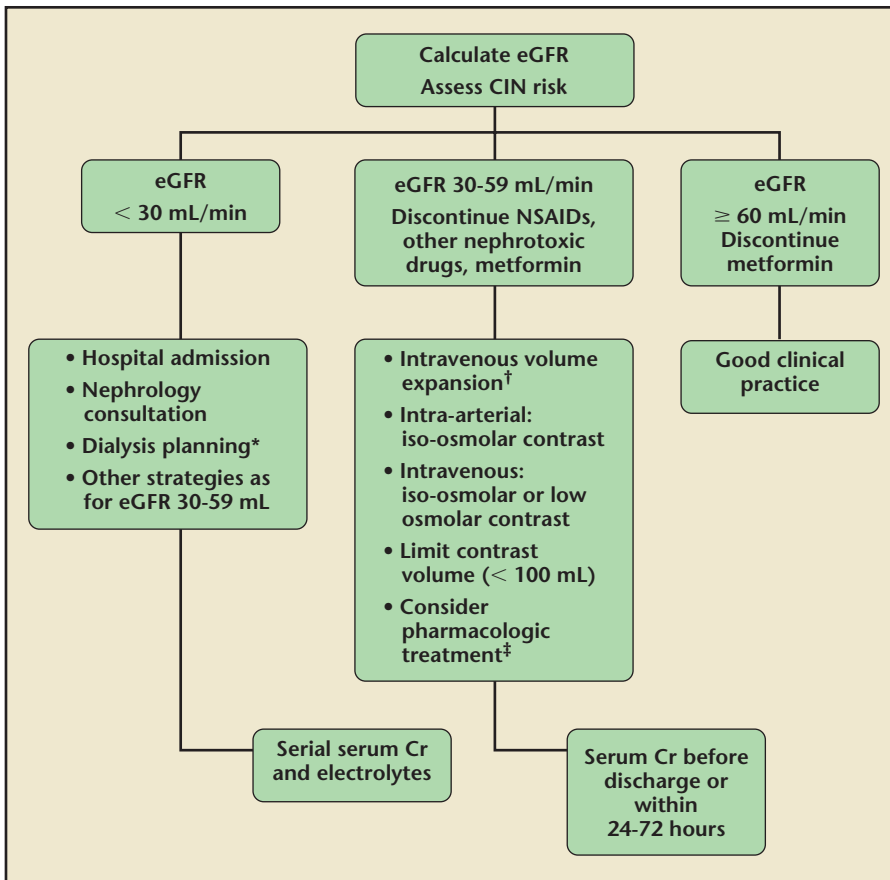 Calculate eGFR
Assess CIN risk
eGFR
< 30 mL/min
eGFR 30-59 mL/min
Discontinue NSAIDs,
other nephrotoxic
drugs, metformin
eGFR
≥ 60 mL/min
Discontinue
metformin
• Hospital admission
• Nephrology
consultation
• Dialysis planning*
• Other strategies as
for eGFR 30-59 mL
• Intravenous volume
expansion†
• Intra-arterial:
iso-osmolar contrast
• Intravenous:
iso-osmolar or low
osmolar contrast
• Limit contrast
volume (< 100 mL)
• Consider
pharmacologic
treatment‡
Good clinical
practice
Serial serum Cr
and electrolytes
Serum Cr before
discharge or
within
24-72 hours